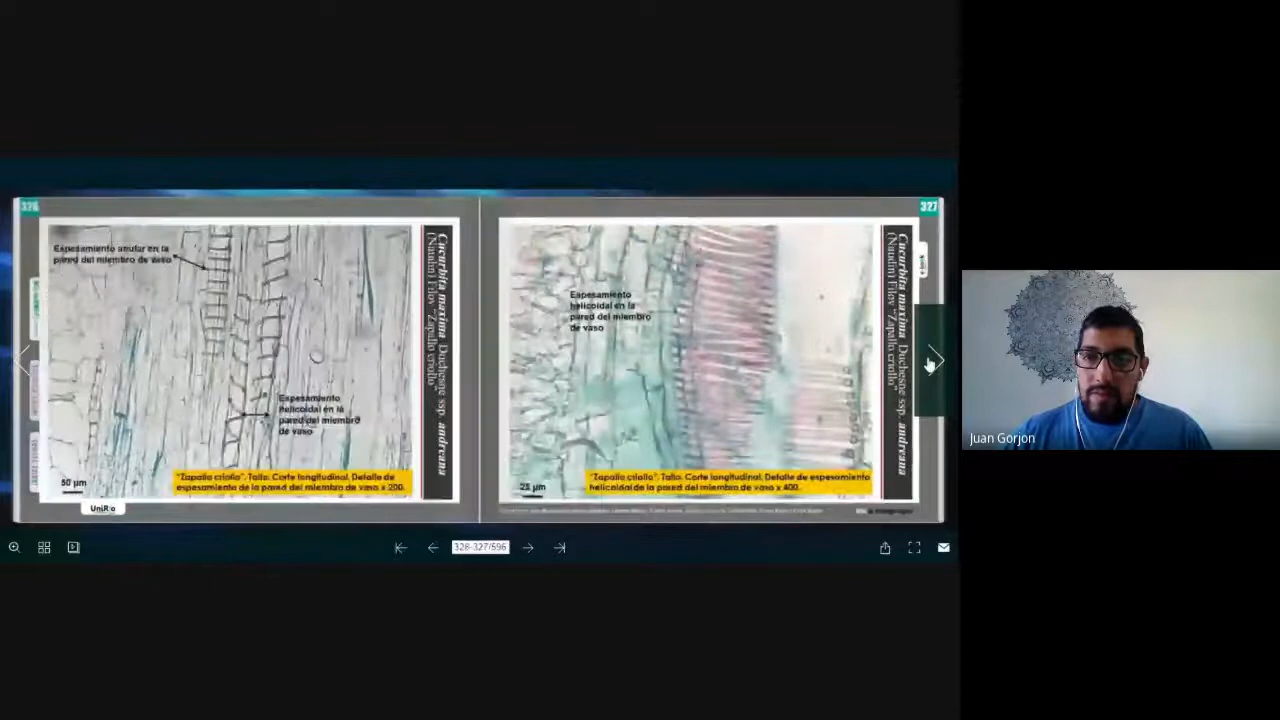 326
Espesamiento anular en la
pared del miembro de vaso
Espesamiento
helicoidal en la
pared del miembro
de vaso
50 µm
"Zapallo criollo". Tallo. Corte longitudinal. Detalle de
espesamiento de la pared del miembro de vaso x 200.
Cucurbita maxima Duchesne ssp. andreana
(Naudin) Filov "Zapallo criollo"
UniRío
327
Espesamiento
helicoidal en la
pared del miembro
de vaso
25 µm
"Zapallo criollo". Tallo. Corte longitudinal. Detalle de espesamiento
helicoidal de la pared del miembro de vaso x 400.
Cucurbita maxima Duchesne ssp. andreana
(Naudin) Filov "Zapallo criollo"
326-327/596
Juan Gorjon